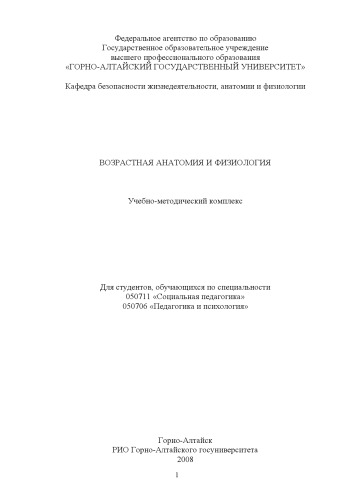 Федеральное агентство по образованию
Государственное образовательное учреждение
высшего профессионального образования
«ГОРНО-АЛТАЙСКИЙ ГОСУДАРСТВЕННЫЙ УНИВЕРСИТЕТ»
Кафедра безопасности жизнедеятельности, анатомии и физиологии
ВОЗРАСТНАЯ АНАТОМИЯ И ФИЗИОЛОГИЯ
Учебно-методический комплекс
Для студентов, обучающихся по специальности
050711 «Социальная педагогика»
050706 «Педагогика и психология»
Горно-Алтайск
РИО Горно-Алтайского госуниверситета
2008
1